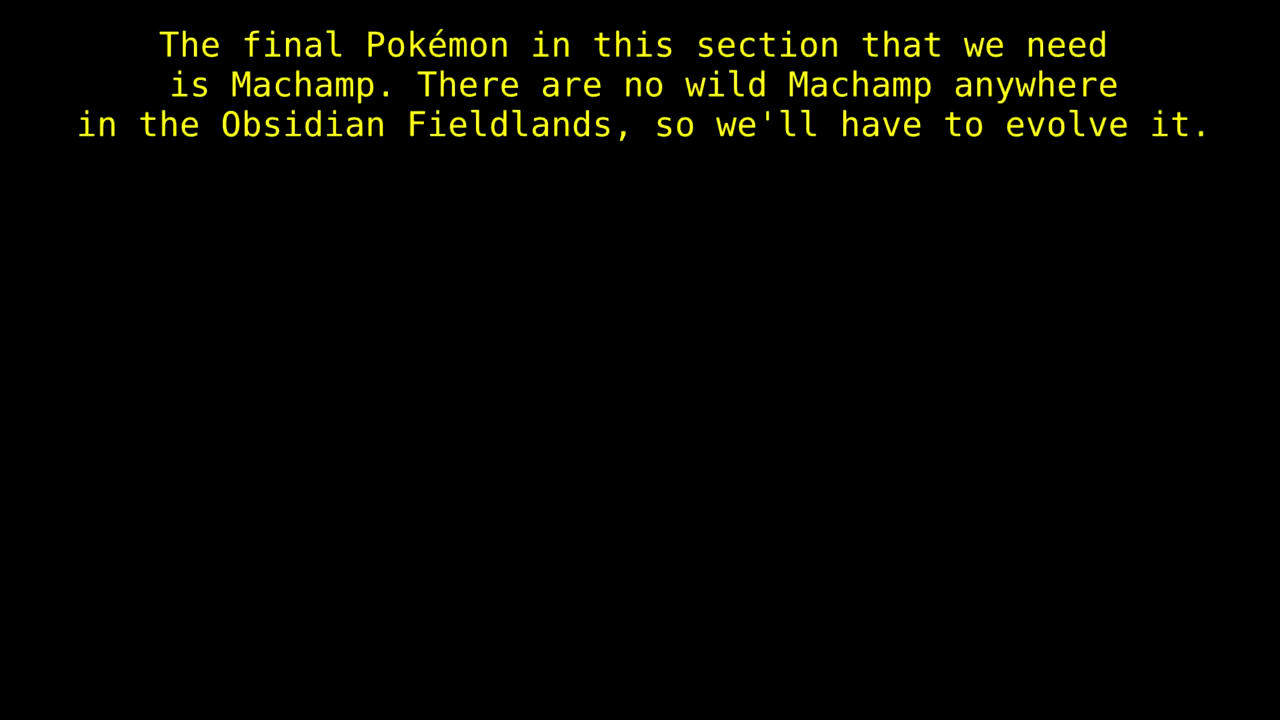 The final Pokémon in this section that we need
is Machamp. There are no wild Machamp anywhere
in the Obsidian Fieldlands, so we'll have to evolve it.